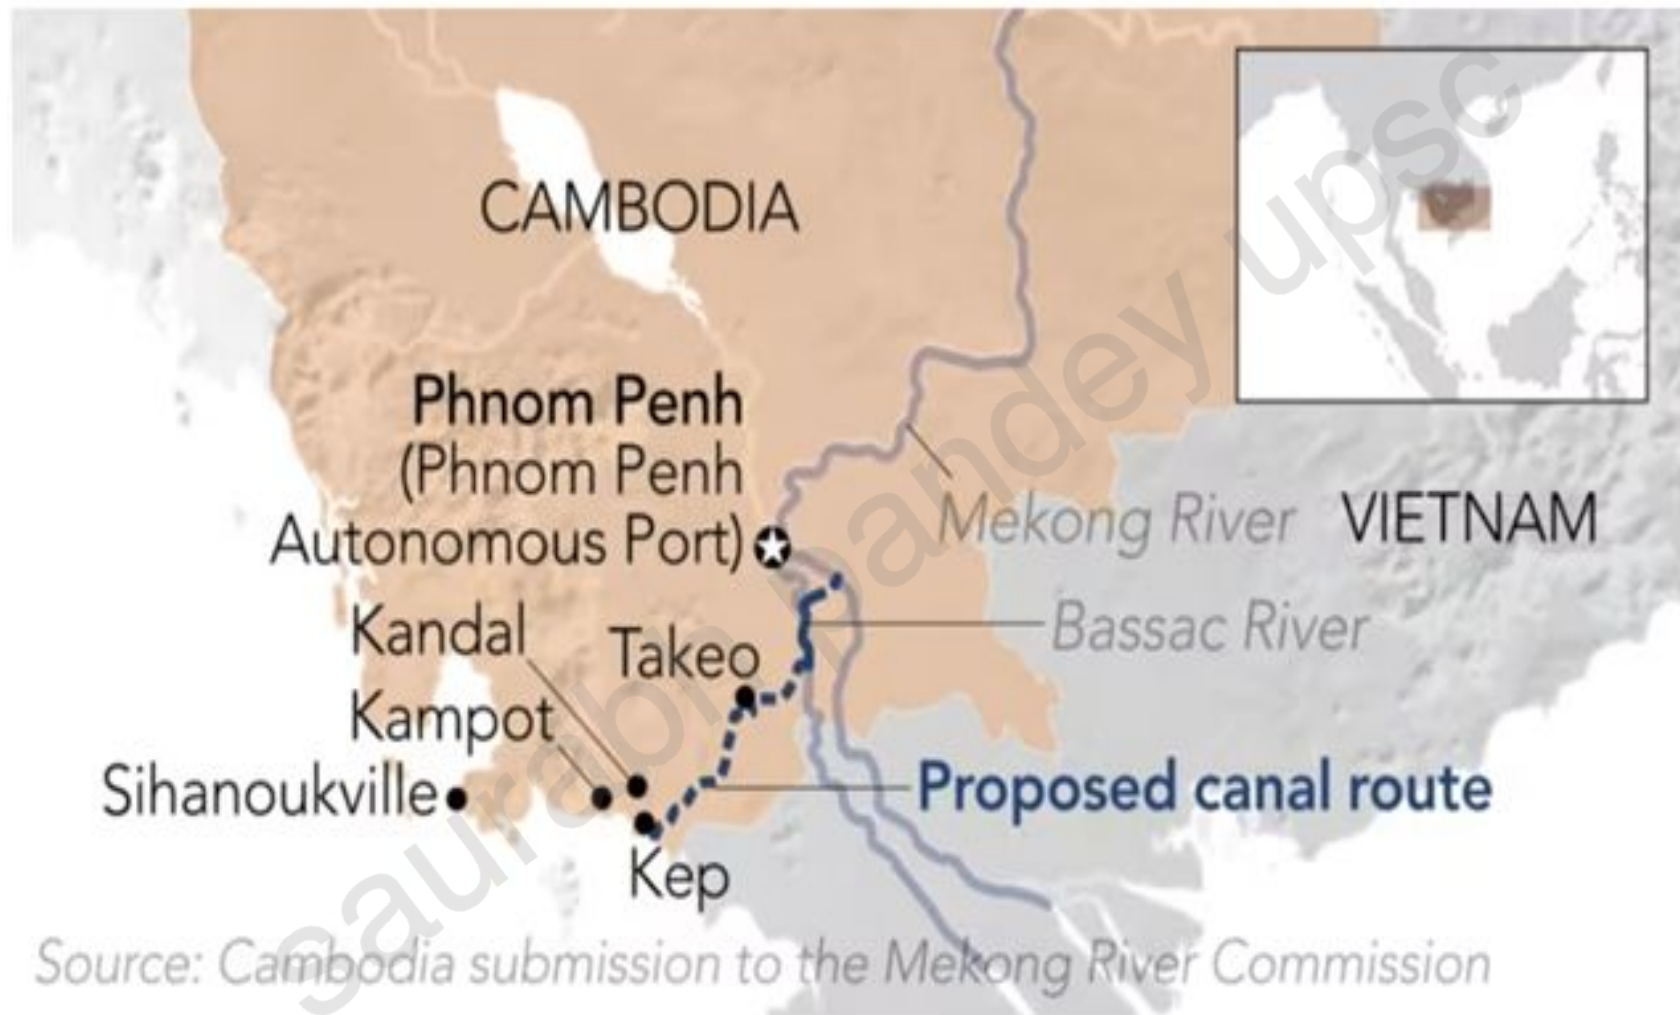 CAMBODIA
Phnom Penh
(Phnom Penh
Autonomous Port)
Mekong River
VIETNAM
Kandal
Takeo
Bassac River
Kampot
Sihanoukville
Proposed canal route
Kep
Source: Cambodia submission to the Mekong River Commission
saurabh pandey upsc